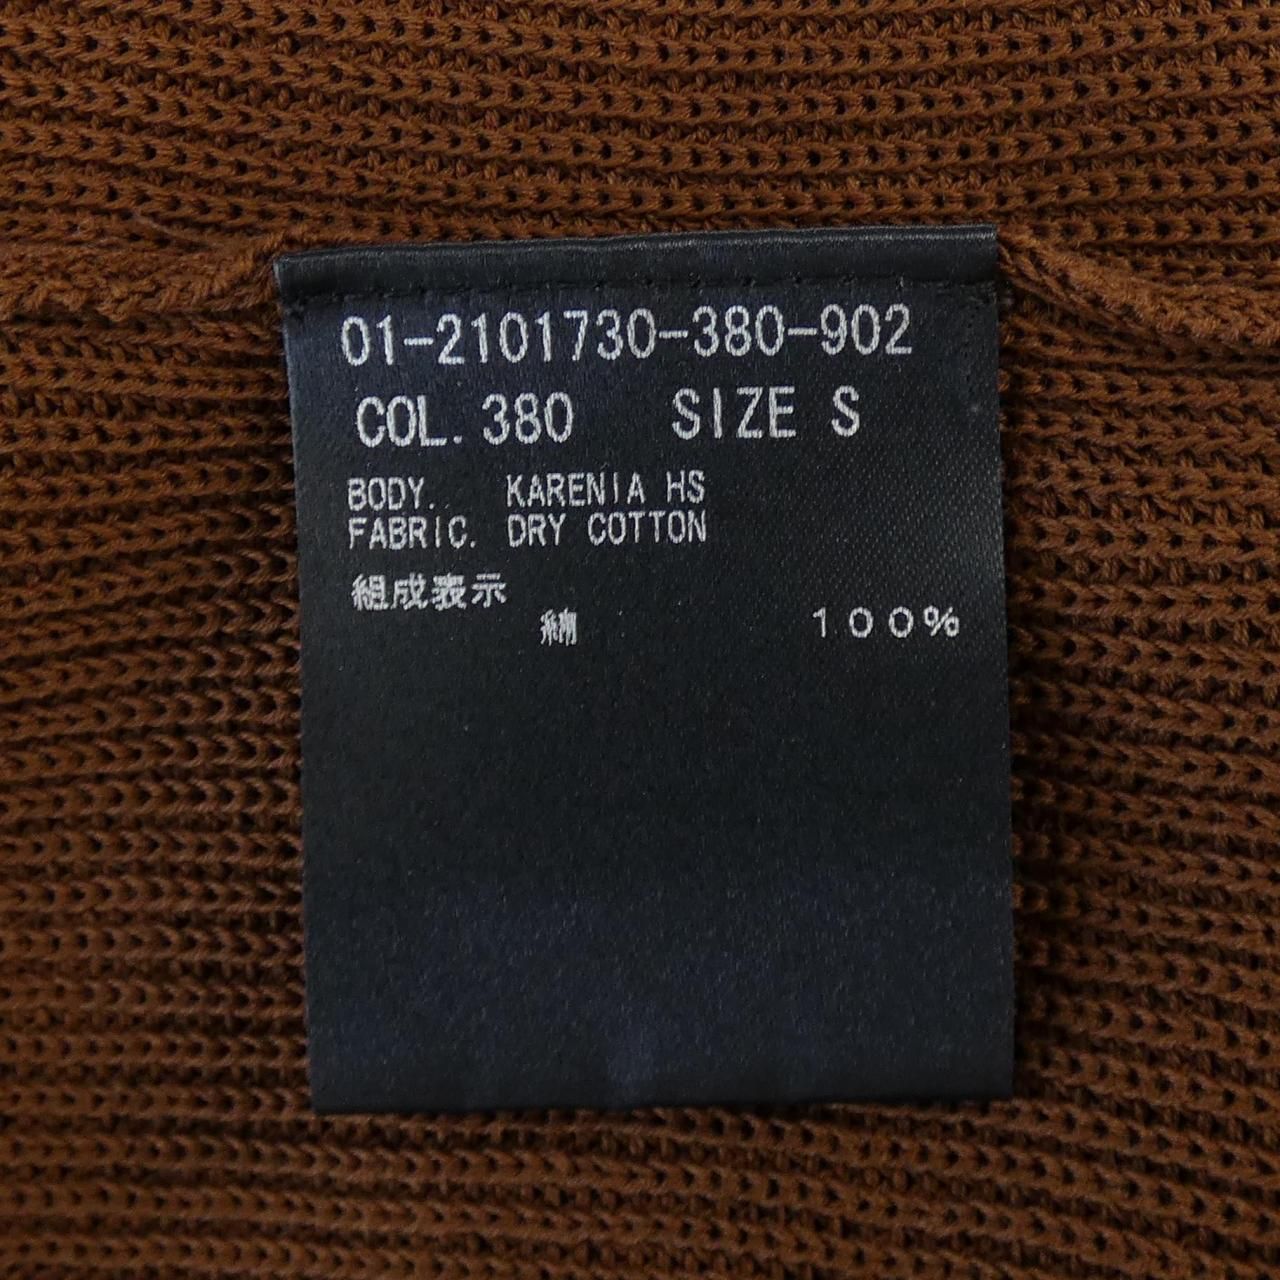 01-2101730-380-902
COL. 380 SIZE S
BODY. KARENIA HS
FABRIC. DRY COTTON
組成表示
綿 100%